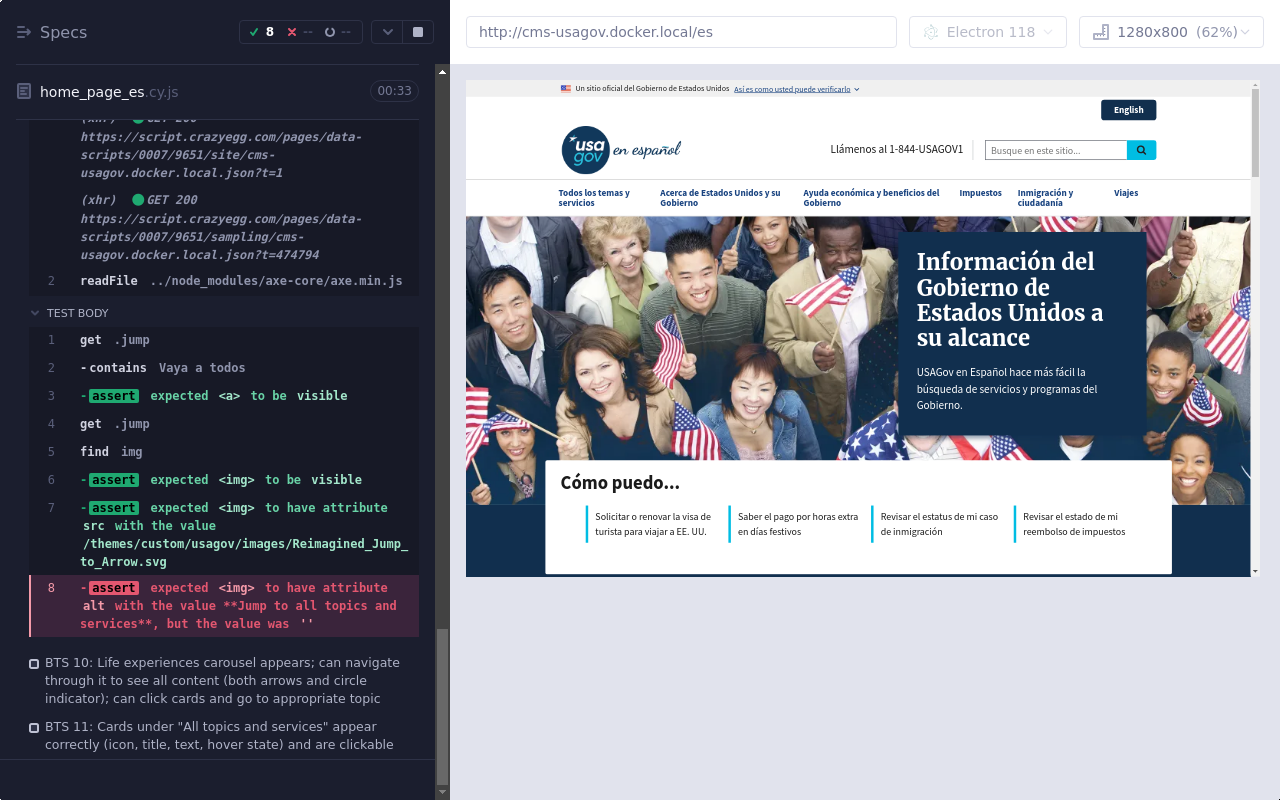 Specs
8
--
--
home_page_es.cy.js
00:33
(xhr) GET 200
https://script.crazyegg.com/pages/data-
scripts/0007/9651/site/cms-
usagov.docker.local.json?t=1
(xhr) GET 200
https://script.crazyegg.com/pages/data-
scripts/0007/9651/sampling/cms-
usagov.docker.local.json?t=474794
2 readFile ../node_modules/axe-core/axe.min.js
TEST BODY
1 get .jump
2 -contains Vaya a todos
3 -assert expected <a> to be visible
4 get .jump
5 find img
6 -assert expected <img> to be visible
7 -assert expected <img> to have attribute
src with the value
/themes/custom/usagov/images/Reimagined_Jump_
to_Arrow.svg
8 -assert expected <img> to have attribute
alt with the value **Jump to all topics and
services**, but the value was ''
BTS 10: Life experiences carousel appears; can navigate
through it to see all content (both arrows and circle
indicator); can click cards and go to appropriate topic
BTS 11: Cards under "All topics and services" appear
correctly (icon, title, text, hover state) and are clickable
http://cms-usagov.docker.local/es
Electron 118
1280x800 (62%)
Un sitio oficial del Gobierno de Estados Unidos Así es como usted puede verificarlo
English
usa
gov en español
Llámenos al 1-844-USAGOV1
Busque en este sitio...
Todos los temas y
servicios
Acerca de Estados Unidos y su
Gobierno
Ayuda económica y beneficios del
Gobierno
Impuestos
Inmigración y
ciudadanía
Viajes
Información del
Gobierno de
Estados Unidos a
su alcance
USAGov en Español hace más fácil la
búsqueda de servicios y programas del
Gobierno.
Cómo puedo...
Solicitar o renovar la visa de
turista para viajar a EE. UU.
Saber el pago por horas extra
en días festivos
Revisar el estatus de mi caso
de inmigración
Revisar el estado de mi
reembolso de impuestos